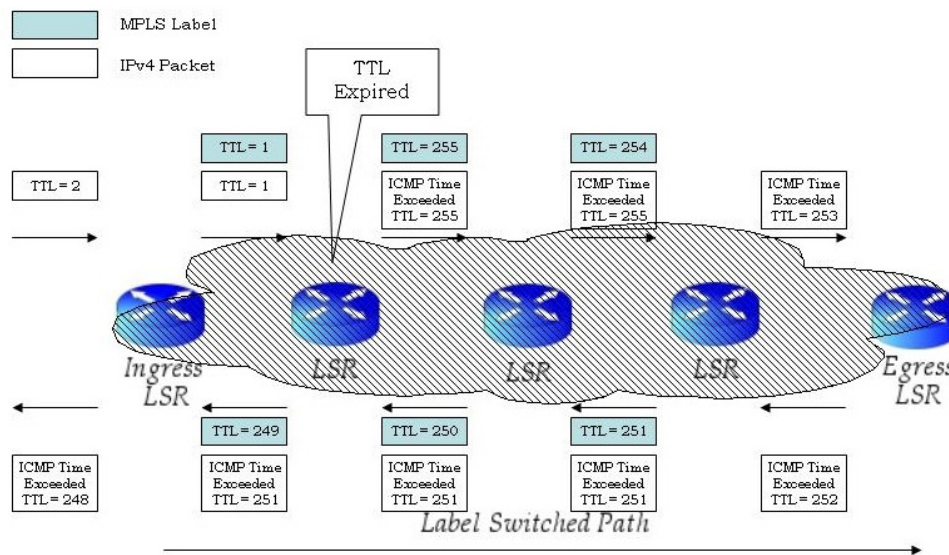 MPLS Label
IPv4 Packet
TTL
Expired
TTL = 1
TTL = 255
TTL = 254
TTL = 2
TTL = 1
ICMP Time
Exceeded
TTL = 255
ICMP Time
Exceeded
TTL = 255
ICMP Time
Exceeded
TTL = 253
Ingress
LSR
LSR
LSR
LSR
Egress
LSR
TTL = 249
TTL = 250
TTL = 251
ICMP Time
Exceeded
TTL = 248
ICMP Time
Exceeded
TTL = 251
ICMP Time
Exceeded
TTL = 251
ICMP Time
Exceeded
TTL = 251
ICMP Time
Exceeded
TTL = 252
Label Switched Path